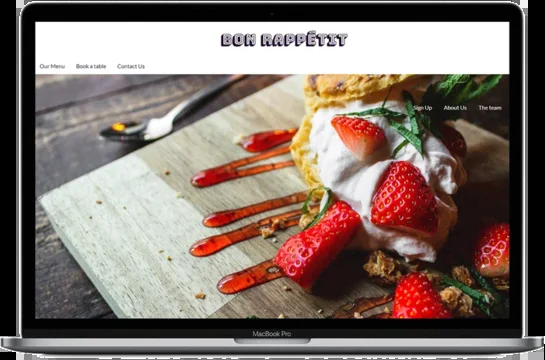 BON RAPPÉTIT
Our Menu Book a table Contact Us
Sign Up About Us The team
MacBook Pro